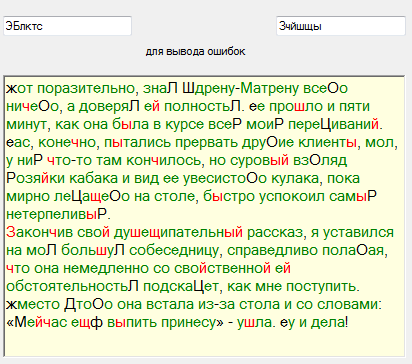 ЭБлктс
Зчйшщы
для вывода ошибок
жот поразительно, знаЛ Шдрену-Матрену всеОо
ничеОо, а доверяЛ ей полностьЛ. ее прошло и пяти
минут, как она была в курсе всеР моиР переЦиваний.
еас, конечно, пытались прервать друОие клиенты, мол,
у ниР что-то там кончилось, но суровый взОляд
Розяйки кабака и вид ее увесистоОо кулака, пока
мирно леЦащеОо на столе, быстро успокоил самыР
нетерпеливыР.
Закончив свой душещипательный рассказ, я уставился
на моЛ большуЛ собеседницу, справедливо полаОая,
что она немедленно со свойственной ей
обстоятельностьЛ подскаЦет, как мне поступить.
жместо ДтоОо она встала из-за стола и со словами:
«Мейчас ещф выпить принесу» - ушла. еу и дела!